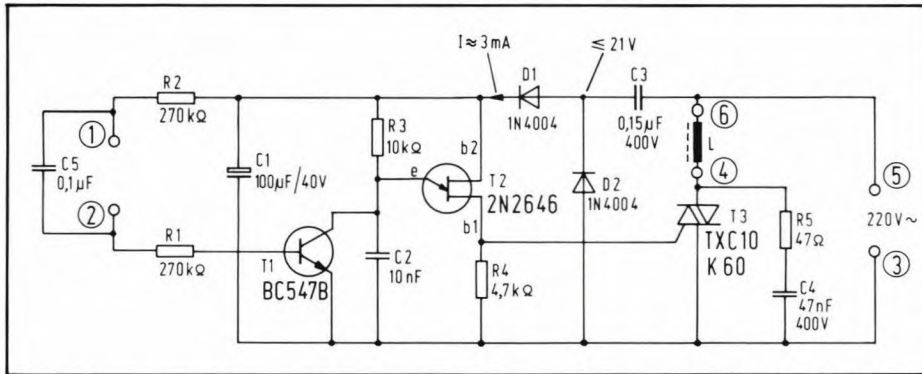 I ≈ 3mA
≤ 21V
R2
270kΩ
D1
1N4004
C3
0,15µF
400V
①
②
C5
0,1µF
R1
270kΩ
C1
100µF/40V
R3
10kΩ
e
b2
b1
T2
2N2646
T1
BC547B
C2
10nF
R4
4,7kΩ
D2
1N4004
⑥
L
④
T3
TXC10
K60
R5
47Ω
C4
47nF
400V
⑤
220V~
③